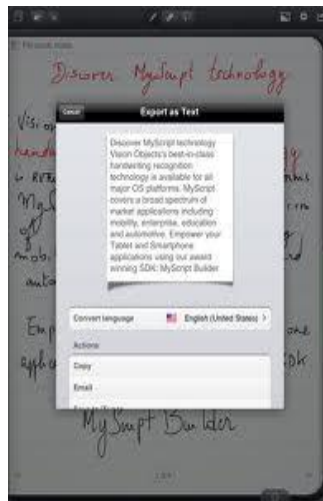 Personal notes
Discover MyScript technology
Cancel
Export as Text
Discover MyScript technology
Vision Objects's best-in-class
handwriting recognition
technology is available for all
major OS platforms. MyScript
covers a broad spectrum of
market applications including
mobility, enterprise, education
and automotive. Empower your
Tablet and Smartphone
applications using our award
winning SDK: MyScript Builder
Convert language
English (United States)
Actions
Copy
Email
MyScript Builder